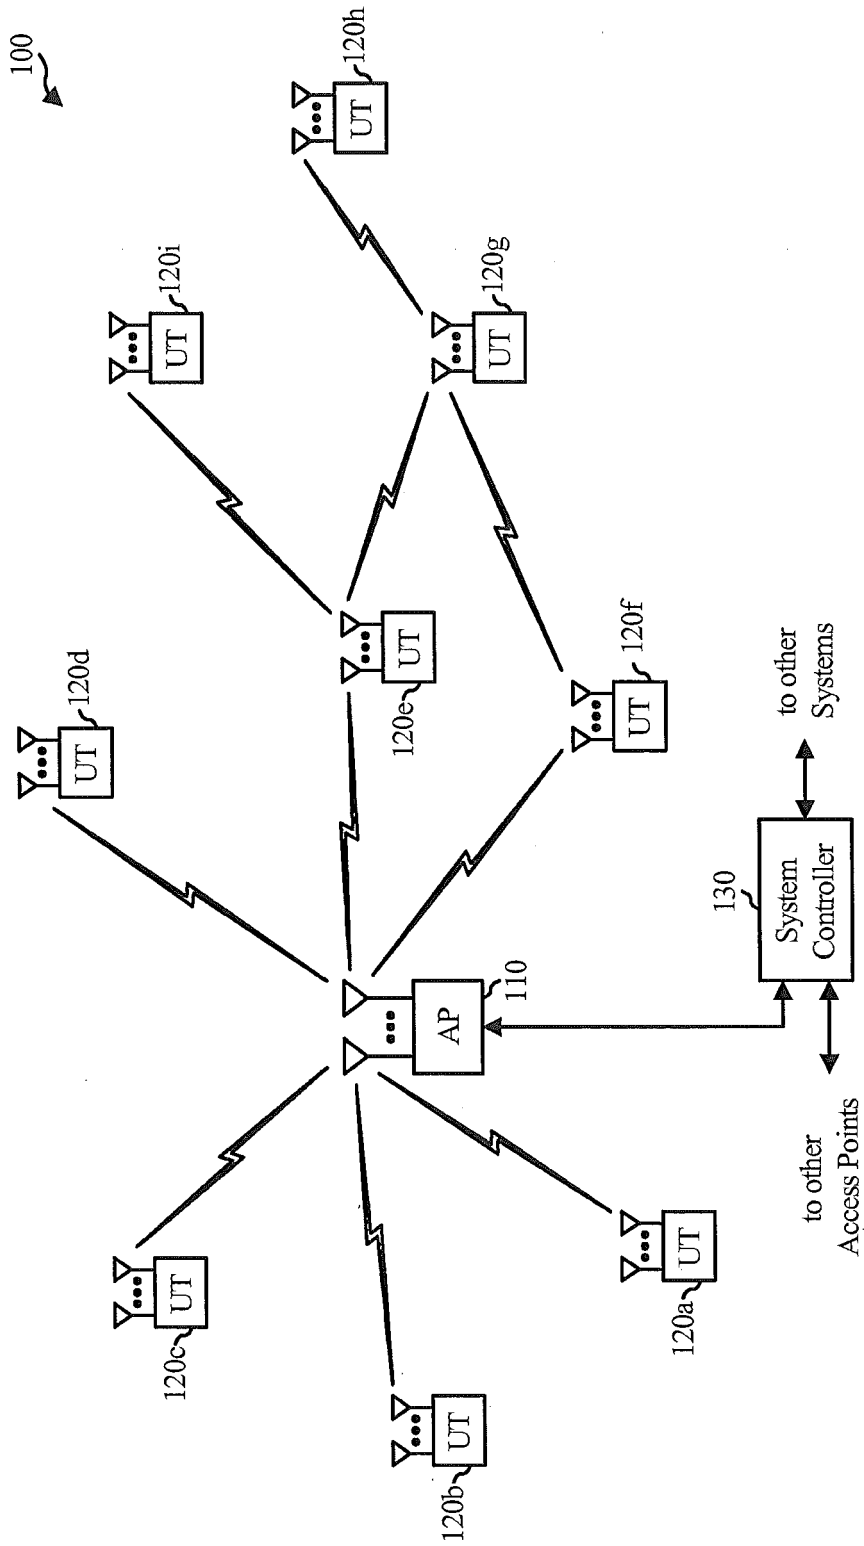 100
120h
UT
120i
UT
120g
UT
120d
UT
120e
UT
120f
UT
to other
Systems
130
System
Controller
110
AP
to other
Access Points
120c
UT
120a
UT
120b
UT